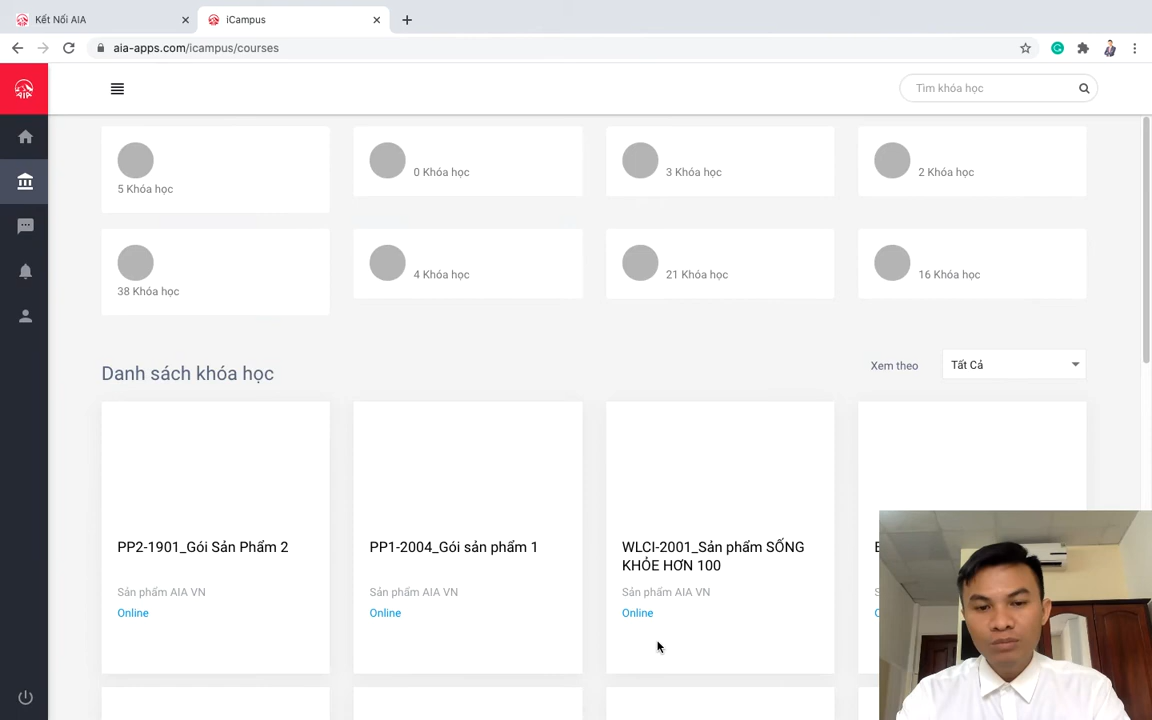 Kết Nối AIA
iCampus
aia-apps.com/icampus/courses
AIA
Tìm khóa học
5 Khóa học
0 Khóa học
3 Khóa học
2 Khóa học
38 Khóa học
4 Khóa học
21 Khóa học
16 Khóa học
Danh sách khóa học
Xem theo
Tất Cả
PP2-1901_Gói Sản Phẩm 2
PP1-2004_Gói sản phẩm 1
WLCI-2001_Sản phẩm SỐNG
KHỎE HƠN 100
Sản phẩm AIA VN
Sản phẩm AIA VN
Sản phẩm AIA VN
Online
Online
Online